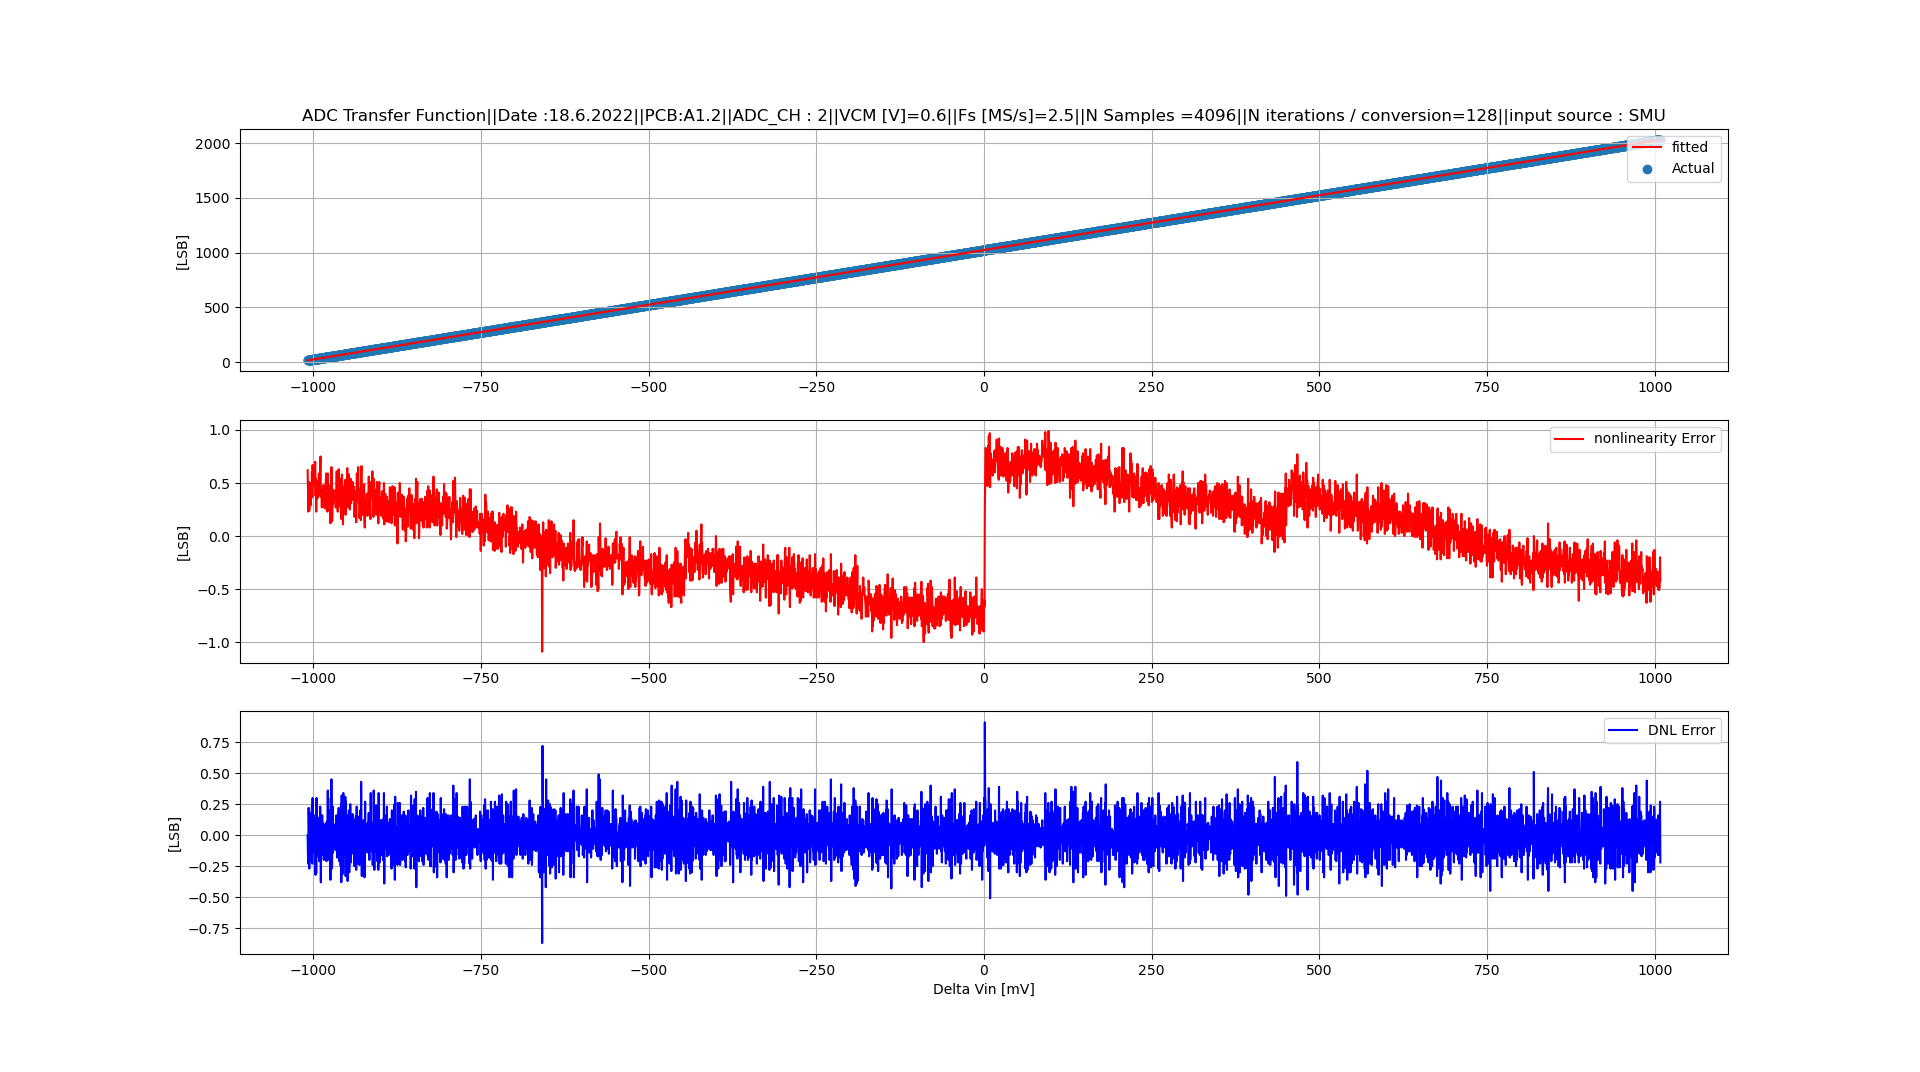 ADC Transfer Function||Date :18.6.2022||PCB:A1.2||ADC_CH : 2||VCM [V]=0.6||Fs [MS/s]=2.5||N Samples =4096||N iterations / conversion=128||input source : SMU
2000
1500
1000
500
0
[LSB]
fitted
Actual
−1000 −750 −500 −250 0 250 500 750 1000
1.0
0.5
0.0
−0.5
−1.0
[LSB]
nonlinearity Error
−1000 −750 −500 −250 0 250 500 750 1000
0.75
0.50
0.25
0.00
−0.25
−0.50
−0.75
[LSB]
DNL Error
−1000 −750 −500 −250 0 250 500 750 1000
Delta Vin [mV]